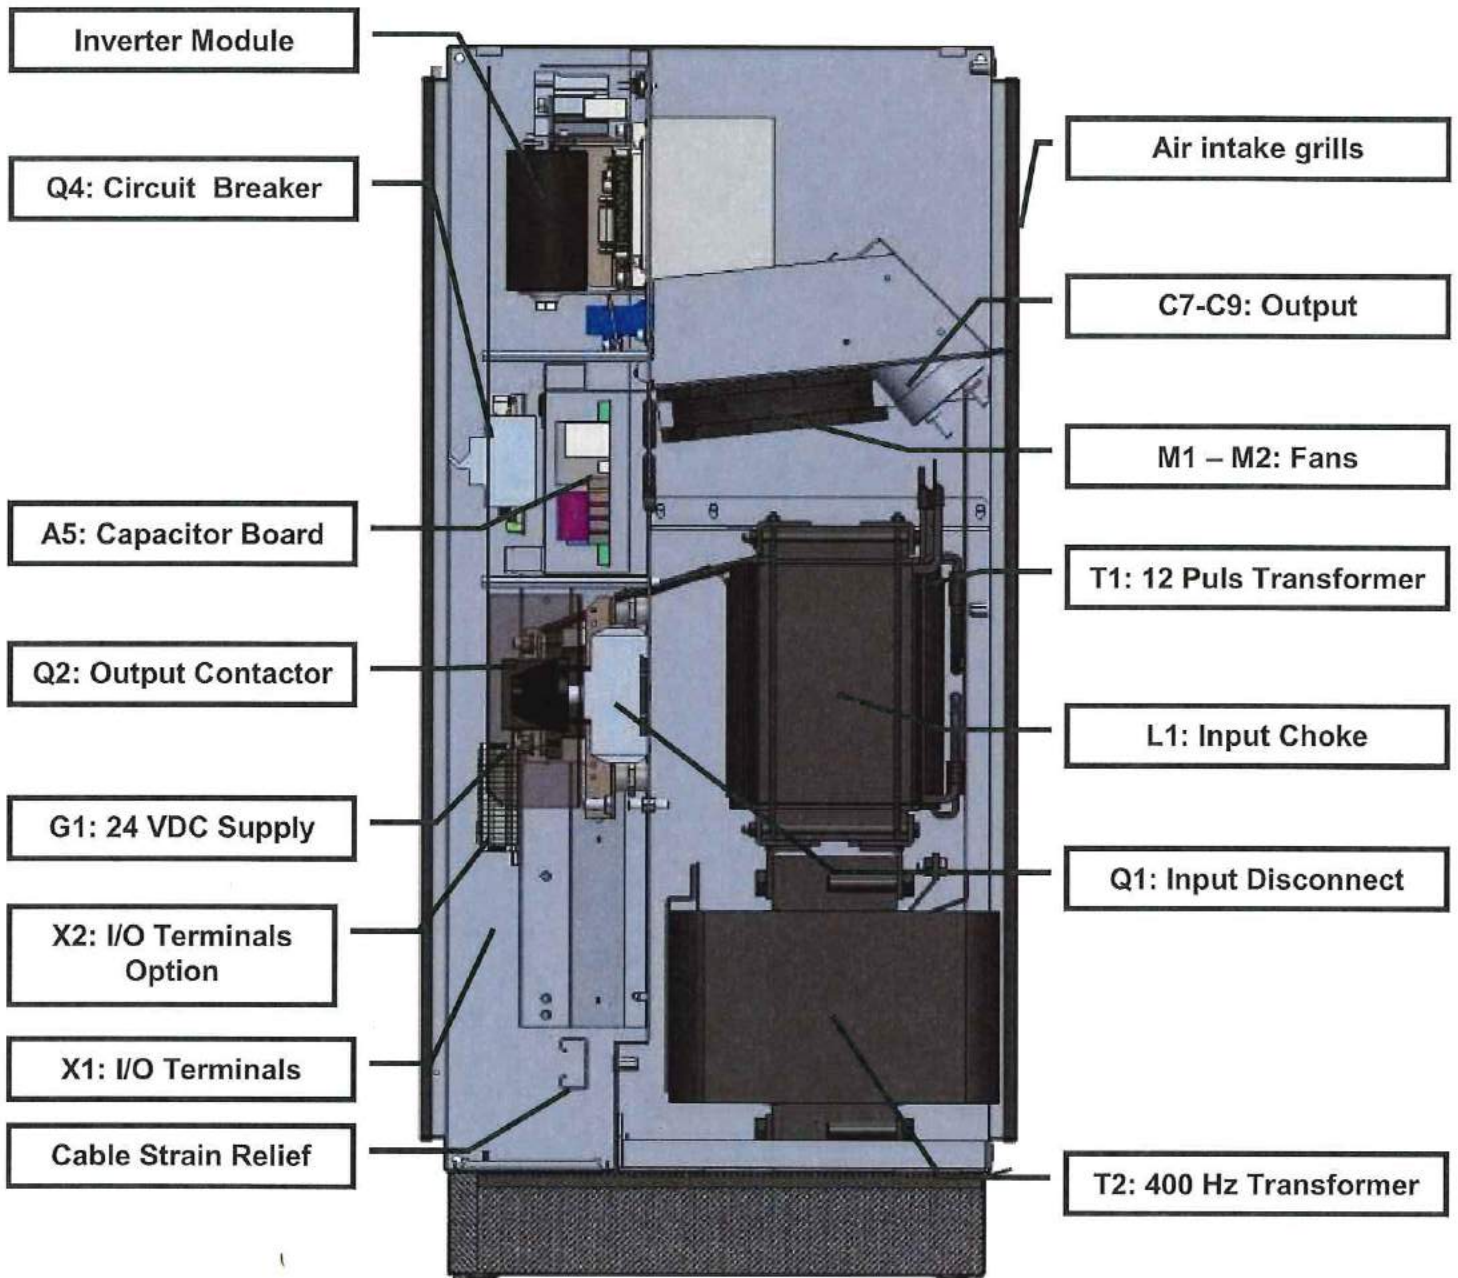 Inverter Module
Q4: Circuit Breaker
A5: Capacitor Board
Q2: Output Contactor
G1: 24 VDC Supply
X2: I/O Terminals
Option
X1: I/O Terminals
Cable Strain Relief
Air intake grills
C7-C9: Output
M1 – M2: Fans
T1: 12 Puls Transformer
L1: Input Choke
Q1: Input Disconnect
T2: 400 Hz Transformer